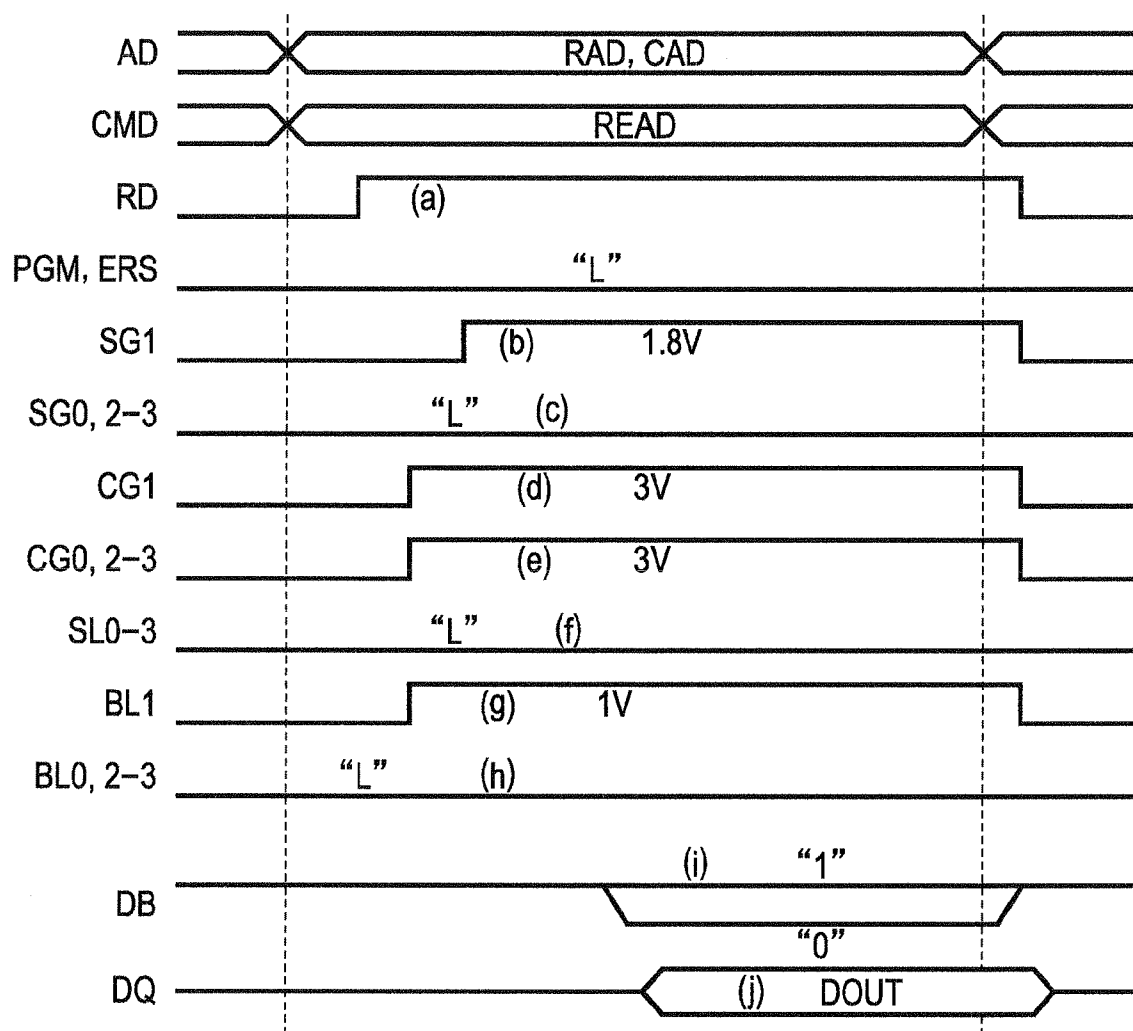 AD RAD, CAD
CMD READ
RD (a)
PGM, ERS “L”
SG1 (b) 1.8V
SG0, 2–3 “L” (c)
CG1 (d) 3V
CG0, 2–3 (e) 3V
SL0–3 “L” (f)
BL1 (g) 1V
BL0, 2–3 “L” (h)
(i) “1”
DB
“0”
DQ (j) DOUT